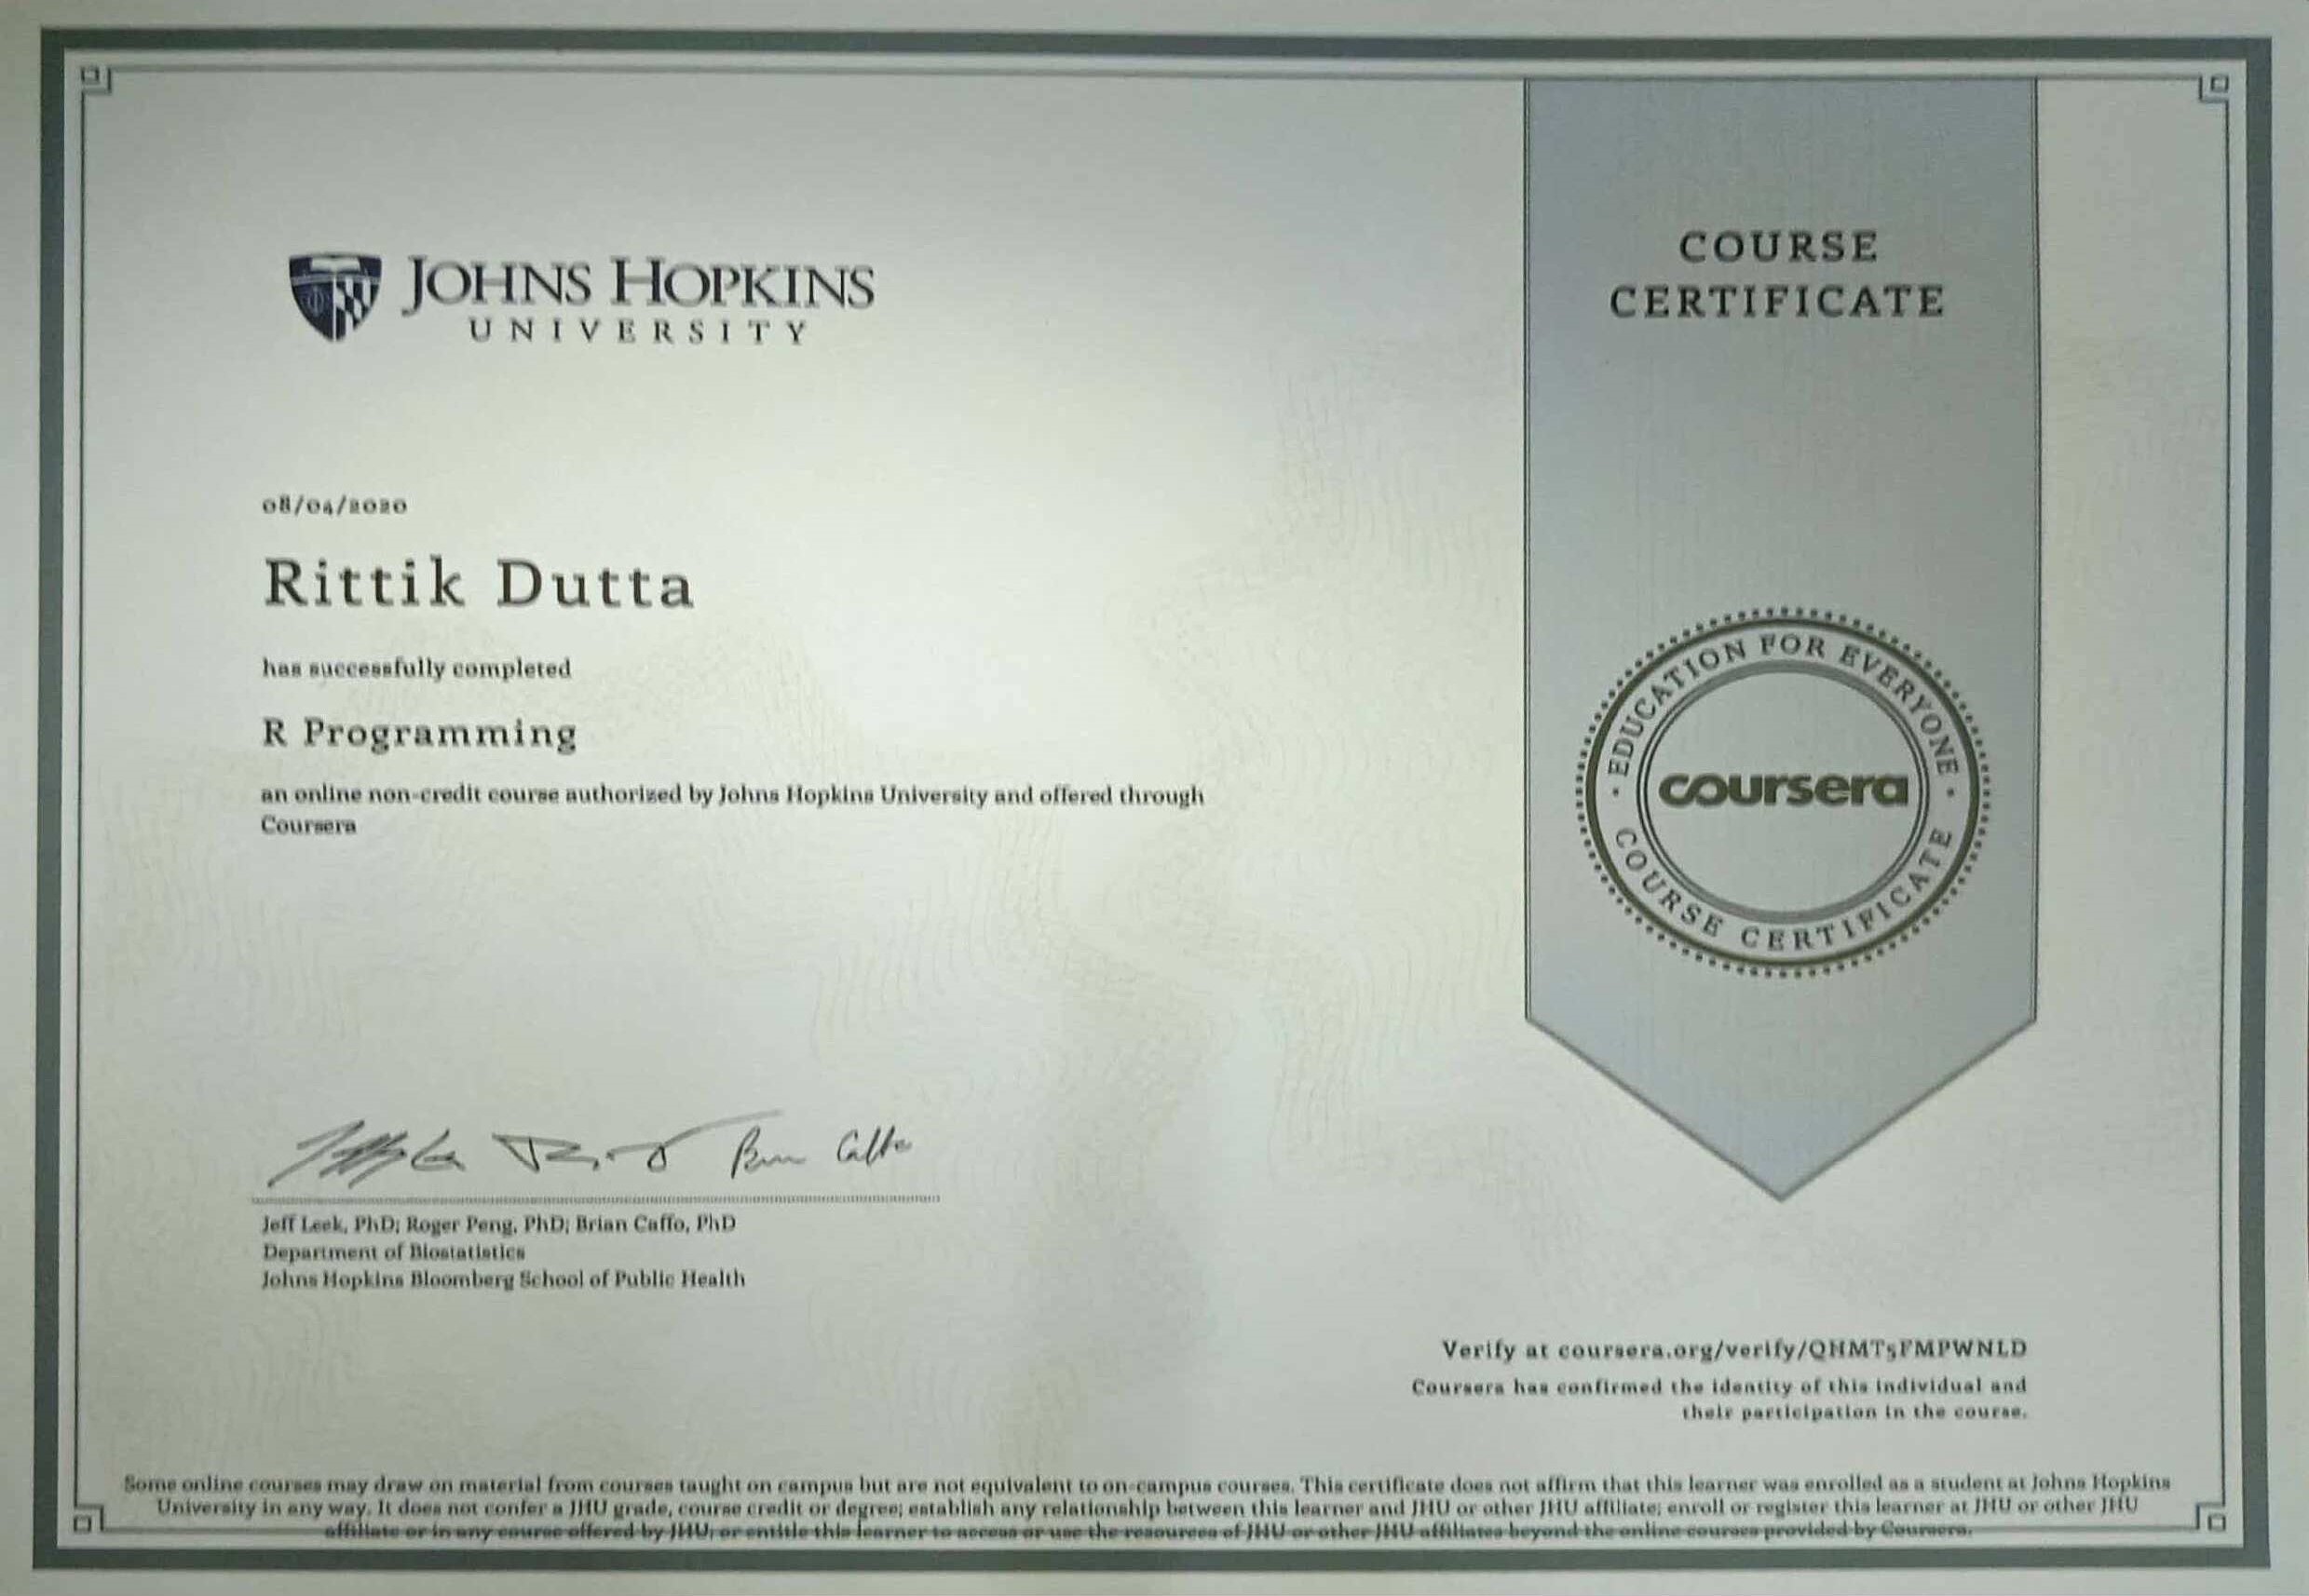 JOHNS HOPKINS
UNIVERSITY
COURSE
CERTIFICATE
08/04/2020
Rittik Dutta
has successfully completed
R Programming
an online non-credit course authorized by Johns Hopkins University and offered through
Coursera
EDUCATION FOR EVERYONE
coursera
COURSE CERTIFICATE
Jeff Leek, PhD; Roger Peng, PhD; Brian Caffo, PhD
Department of Biostatistics
Johns Hopkins Bloomberg School of Public Health
Verify at coursera.org/verify/QHMT5FMPWNLD
Coursera has confirmed the identity of this individual and
their participation in the course.
Some online courses may draw on material from courses taught on campus but are not equivalent to on-campus courses. This certificate does not affirm that this learner was enrolled as a student at Johns Hopkins
University in any way. It does not confer a JHU grade, course credit or degree; establish any relationship between this learner and JHU or other JHU affiliate; enroll or register this learner at JHU or other JHU
affiliate or in any course offered by JHU; or entitle this learner to access or use the resources of JHU or other JHU affiliates beyond the online courses provided by Coursera.